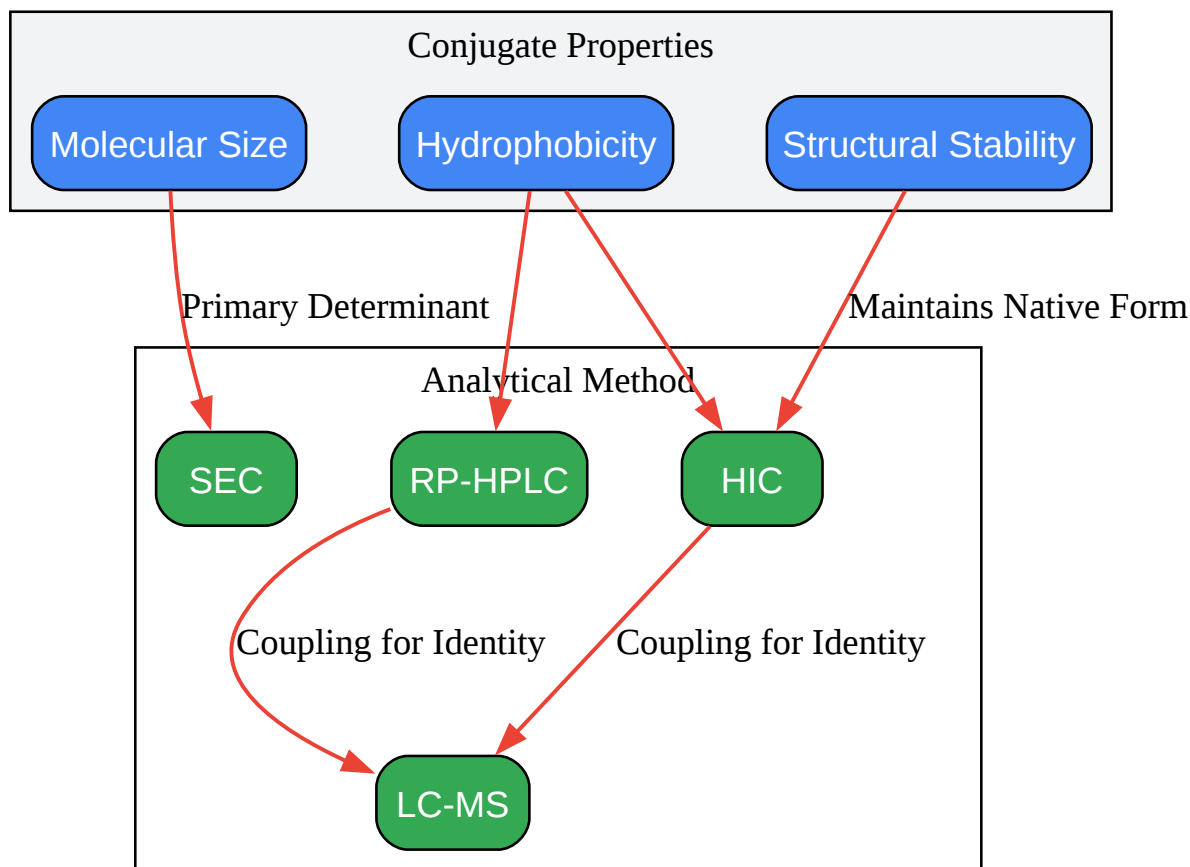 Conjugate Properties
Molecular Size
Hydrophobicity
Structural Stability
Primary Determinant
Maintains Native Form
Analytical Method
SEC
RP-HPLC
HIC
Coupling for Identity
Coupling for Identity
LC-MS